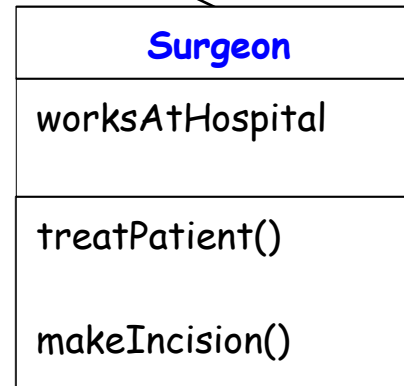 Surgeon
worksAtHospital
treatPatient()
makeIncision()